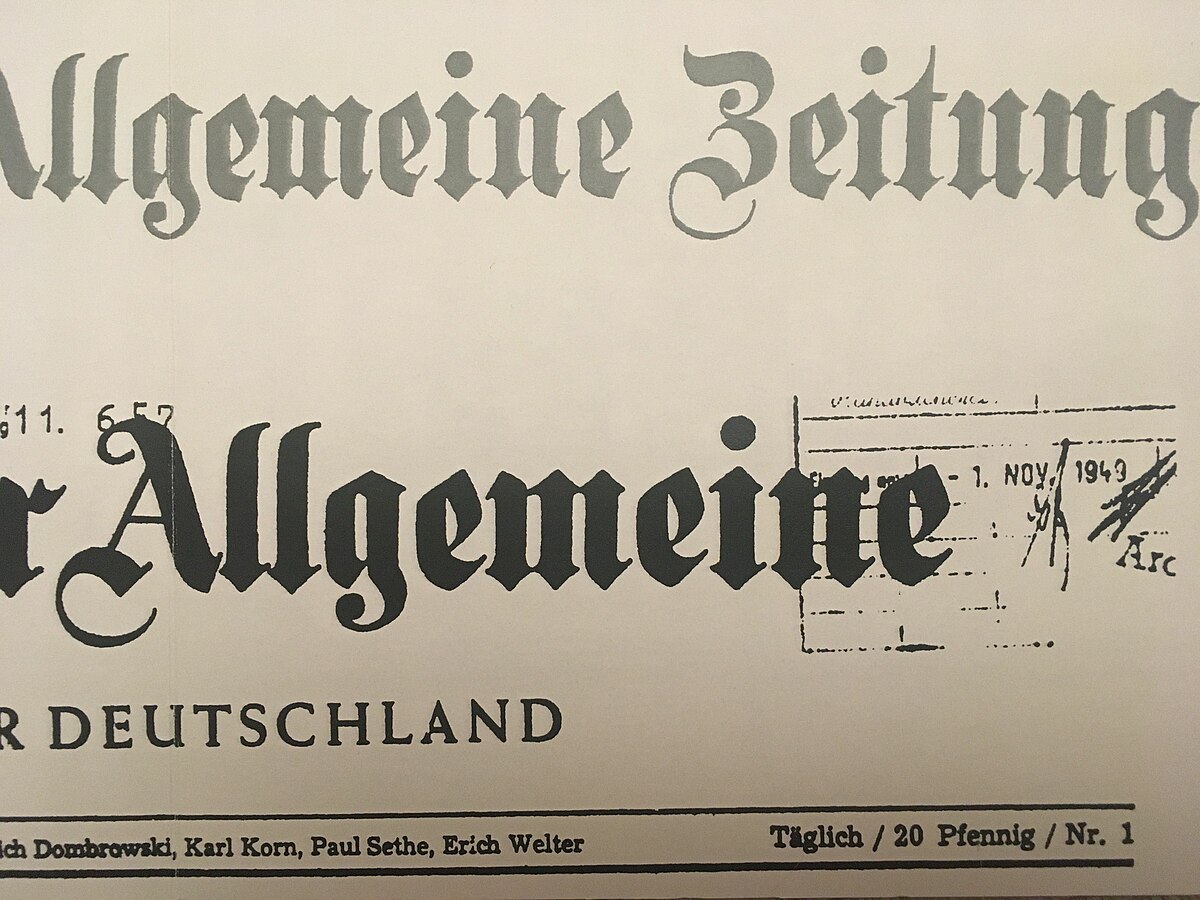 Allgemeine Zeitung
11. 6 57
r Allgemeine
- 1. NOV. 1949
Arc
R DEUTSCHLAND
ich Dombrowski, Karl Korn, Paul Sethe, Erich Welter
Täglich / 20 Pfennig / Nr. 1